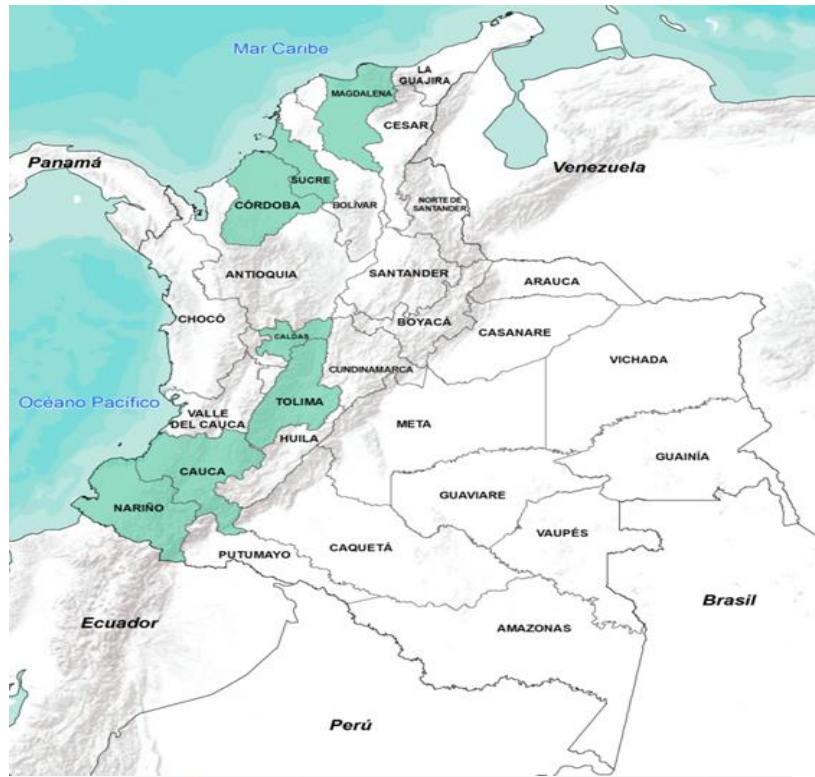 Mar Caribe
LA
GUAJIRA
MAGDALENA
CESAR
Panamá
Venezuela
SUCRE
CÓRDOBA
BOLÍVAR
NORTE DE
SANTANDER
ANTIOQUIA
SANTANDER
ARAUCA
CHOCÓ
BOYACÁ
CASANARE
CALDAS
VICHADA
CUNDINAMARCA
Océano Pacífico
TOLIMA
VALLE
DEL CAUCA
META
HUILA
GUAINÍA
CAUCA
GUAVIARE
NARIÑO
VAUPÉS
CAQUETÁ
PUTUMAYO
Brasil
Ecuador
AMAZONAS
Perú